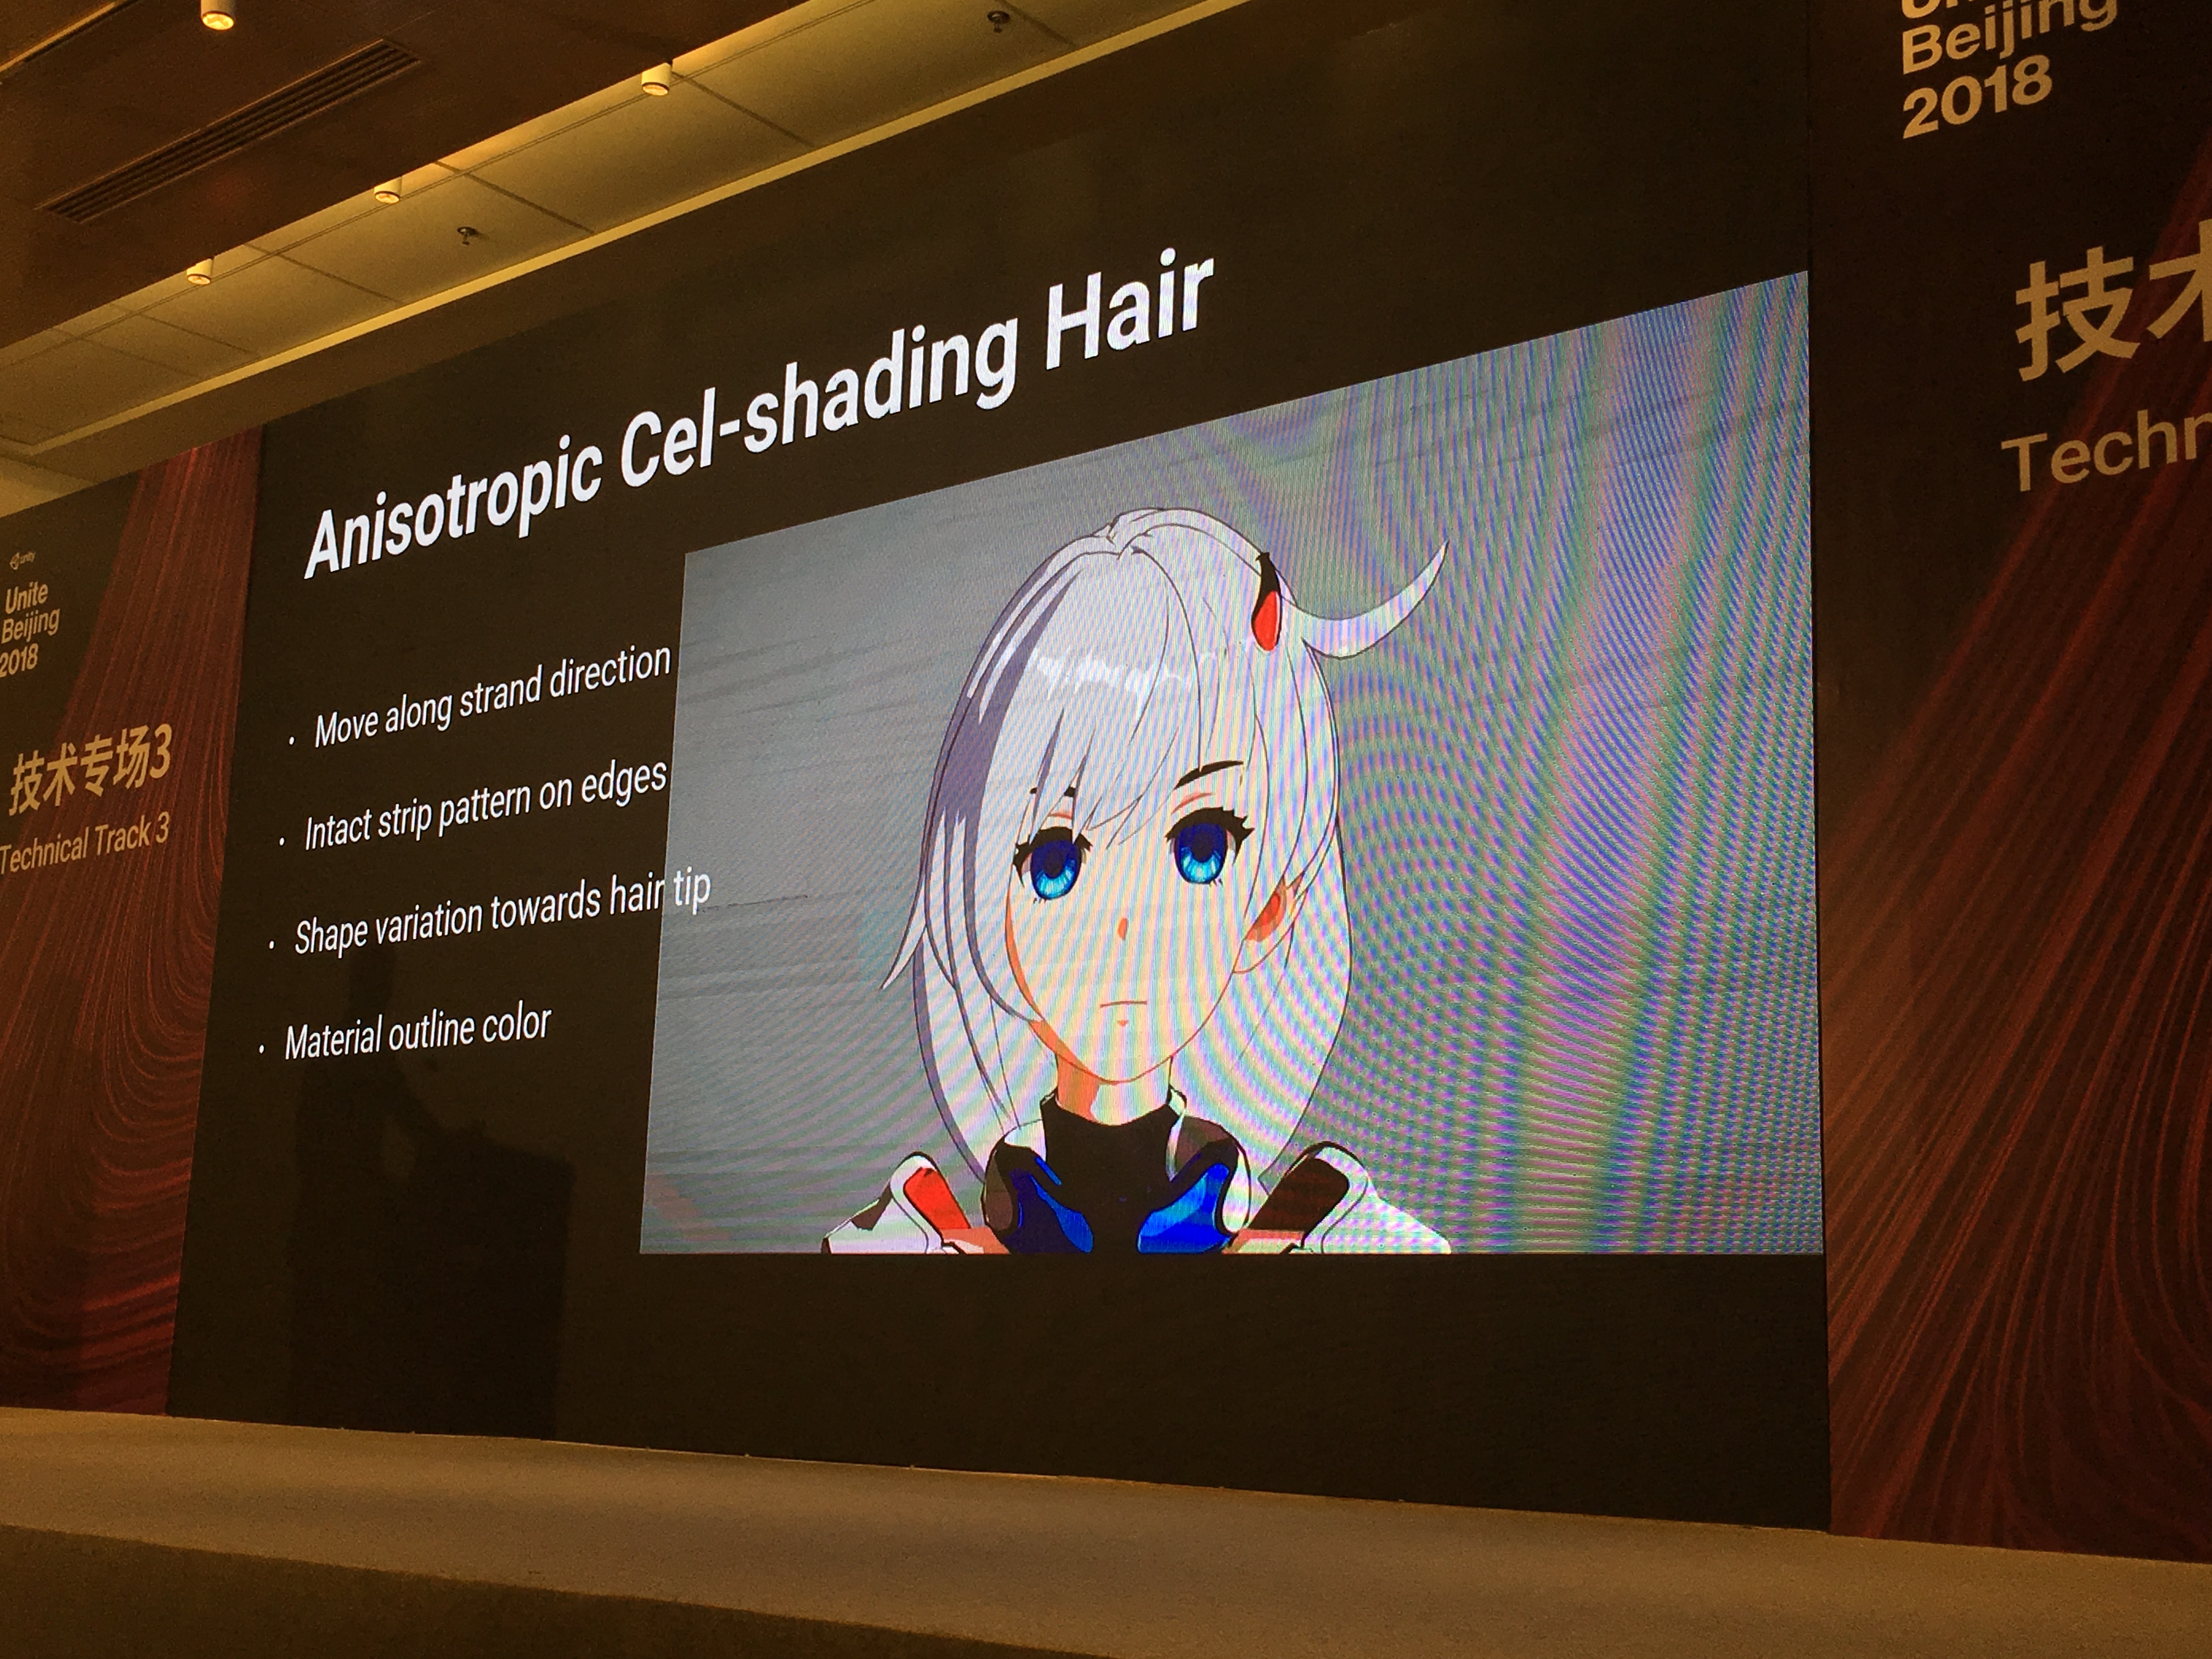 Anisotropic Cel-shading Hair
• Move along strand direction
• Intact strip pattern on edges
• Shape variation towards hair tip
• Material outline color
unity
Unite
Beijing
2018
技术专场3
Technical Track 3
Beijing
2018
技术
Techn